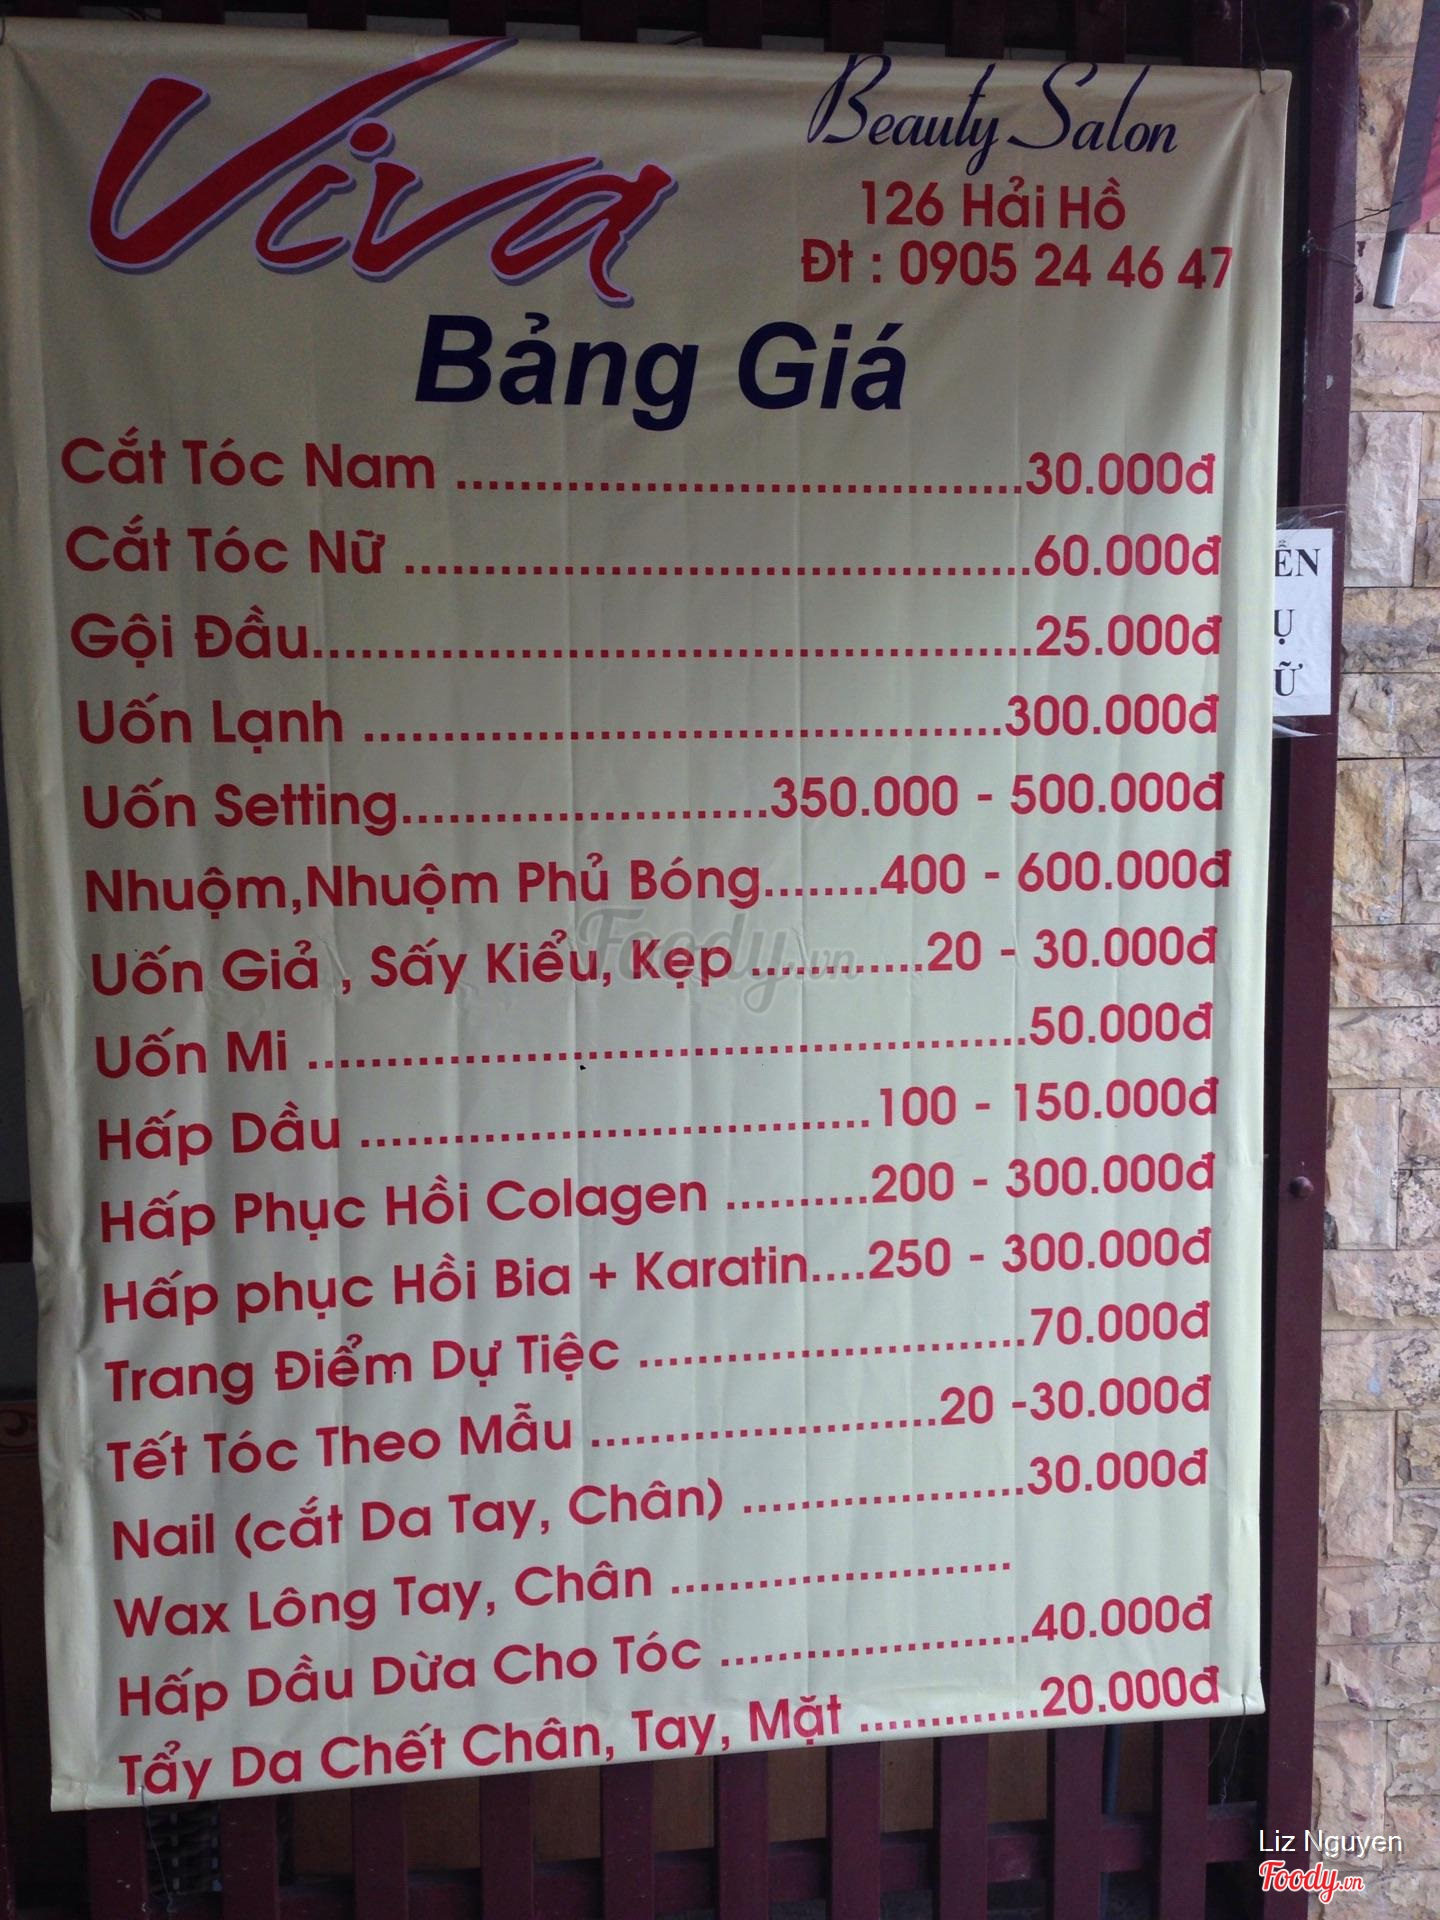 Viva
Beauty Salon
126 Hải Hồ
Đt : 0905 24 46 47
Bảng Giá
Cắt Tóc Nam ....................................30.000đ
Cắt Tóc Nữ ........................................60.000đ
Gội Đầu..............................................25.000đ
Uốn Lạnh .........................................300.000đ
Uốn Setting.......................350.000 - 500.000đ
Nhuộm,Nhuộm Phủ Bóng........400 - 600.000đ
Uốn Giả , Sấy Kiểu, Kẹp ...........20 - 30.000đ
Uốn Mi ..............................................50.000đ
Hấp Dầu .................................100 - 150.000đ
Hấp Phục Hồi Colagen ..........200 - 300.000đ
Hấp phục Hồi Bia + Karatin....250 - 300.000đ
Trang Điểm Dự Tiệc .........................70.000đ
Tết Tóc Theo Mẫu ......................20 -30.000đ
Nail (cắt Da Tay, Chân) ..................30.000đ
Wax Lông Tay, Chân ......................
Hấp Dầu Dừa Cho Tóc ....................40.000đ
Tẩy Da Chết Chân, Tay, Mặt ............20.000đ
ỂN
Ụ
Ữ
Foody.vn
Liz Nguyen
Foody.vn